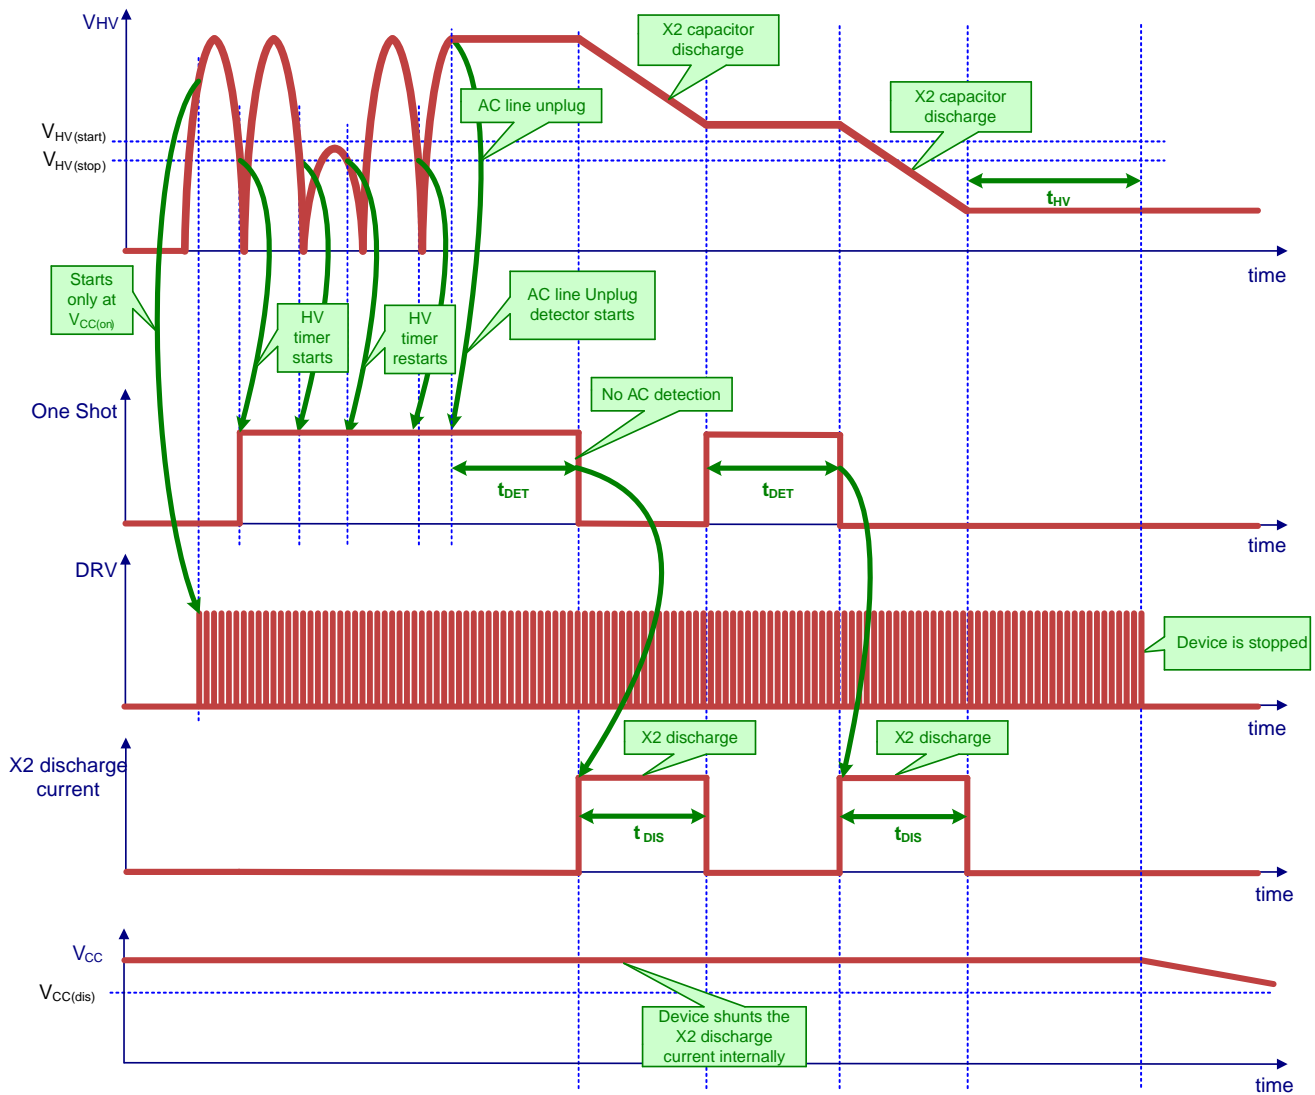 VHV
X2 capacitor
discharge
AC line unplug
X2 capacitor
discharge
VHV(start)
VHV(stop)
tHV
time
Starts
only at
VCC(on)
HV
timer
starts
HV
timer
restarts
AC line Unplug
detector starts
No AC detection
One Shot
tDET
tDET
time
DRV
Device is stopped
time
X2 discharge
X2 discharge
X2 discharge
current
t DIS
tDIS
time
VCC
VCC(dis)
Device shunts the
X2 discharge
current internally
time